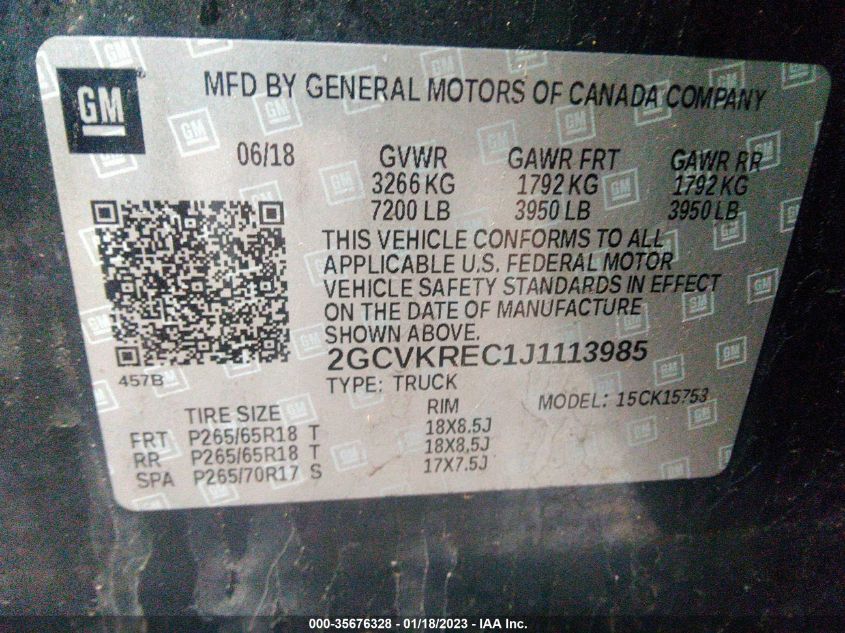 GM
MFD BY GENERAL MOTORS OF CANADA COMPANY
06/18 GVWR GAWR FRT GAWR RR
3266 KG 1792 KG 1792 KG
7200 LB 3950 LB 3950 LB
THIS VEHICLE CONFORMS TO ALL
APPLICABLE U.S. FEDERAL MOTOR
VEHICLE SAFETY STANDARDS IN EFFECT
ON THE DATE OF MANUFACTURE
SHOWN ABOVE.
2GCVKREC1J1113985
457B TYPE: TRUCK MODEL: 15CK15753
TIRE SIZE RIM
FRT P265/65R18 T 18X8.5J
RR P265/65R18 T 18X8.5J
SPA P265/70R17 S 17X7.5J
000-35676328 - 01/18/2023 - IAA Inc.